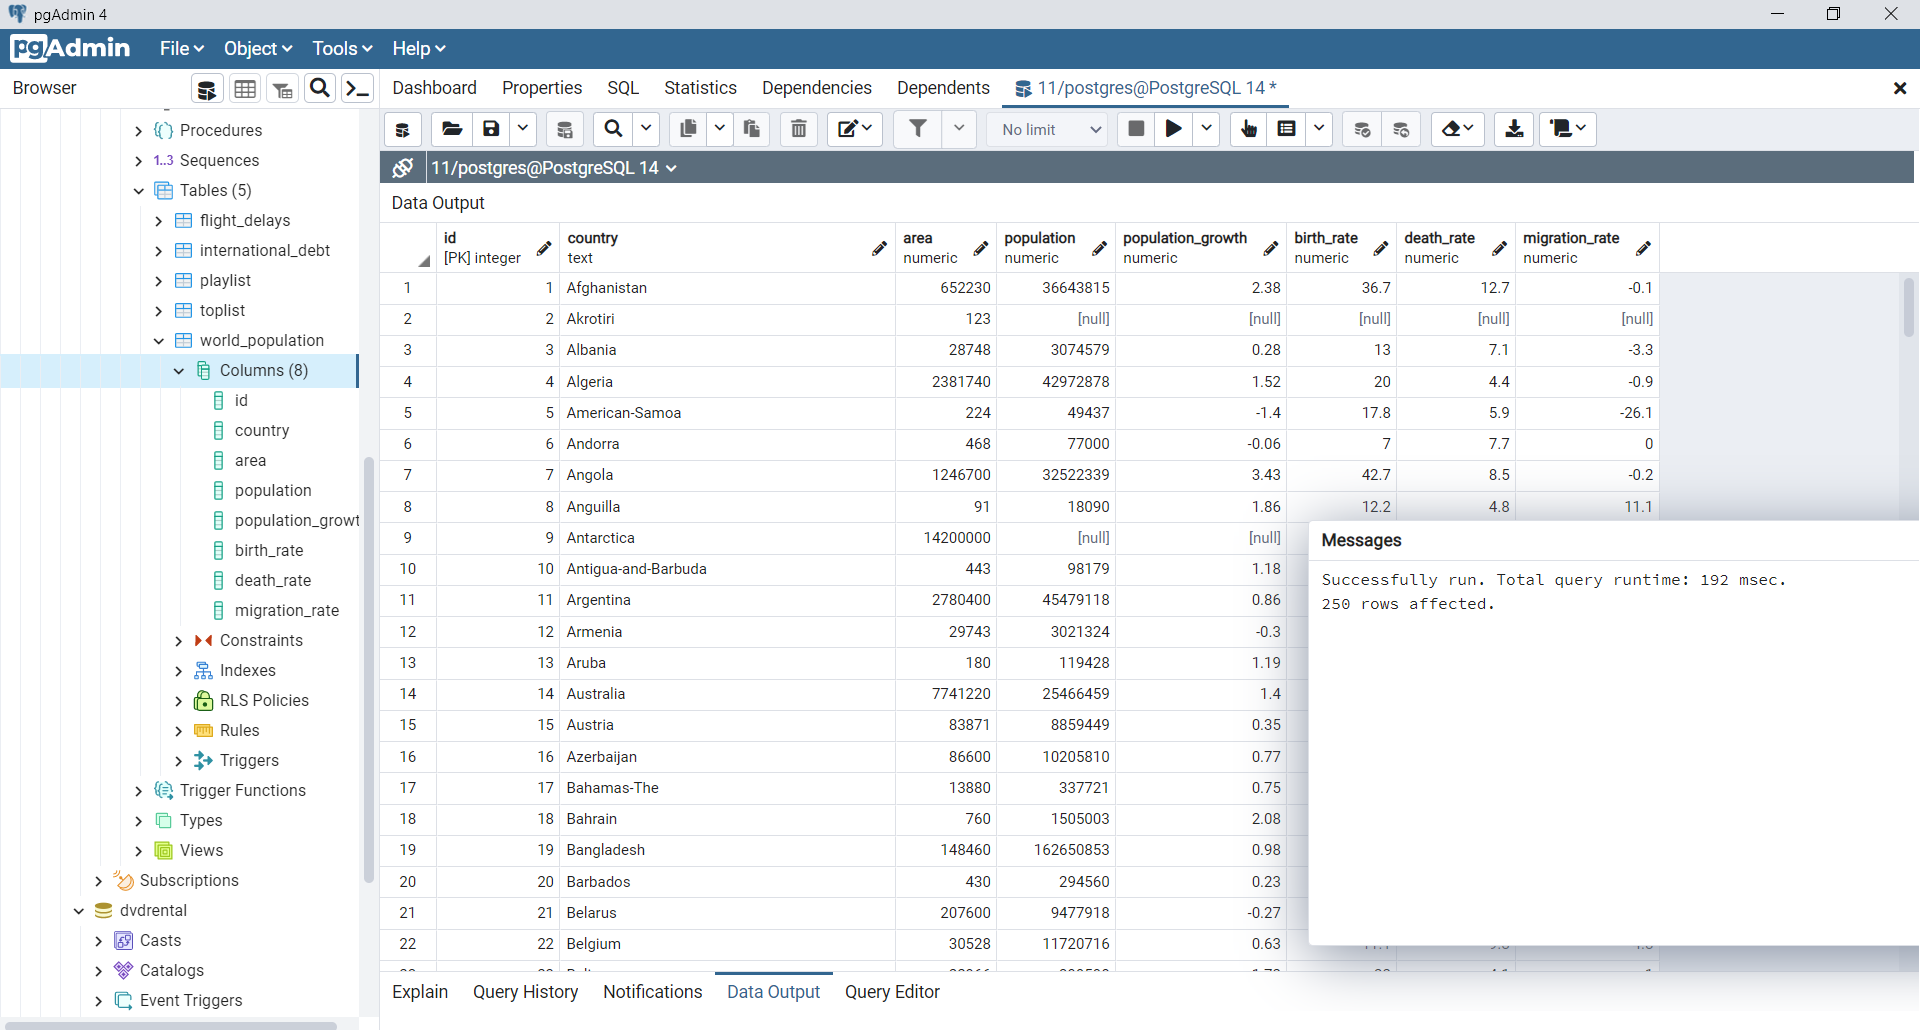 pgAdmin 4
pgAdmin File Object Tools Help
Browser
Dashboard Properties SQL Statistics Dependencies Dependents 11/postgres@PostgreSQL 14 *
Procedures
1..3 Sequences
Tables (5)
flight_delays
international_debt
playlist
toplist
world_population
Columns (8)
id
country
area
population
population_growt
birth_rate
death_rate
migration_rate
Constraints
Indexes
RLS Policies
Rules
Triggers
Trigger Functions
Types
Views
Subscriptions
dvdrental
Casts
Catalogs
Event Triggers
No limit
11/postgres@PostgreSQL 14
Data Output
id country area population population_growth birth_rate death_rate migration_rate
[PK] integer text numeric numeric numeric numeric numeric numeric
1 1 Afghanistan 652230 36643815 2.38 36.7 12.7 -0.1
2 2 Akrotiri 123 [null] [null] [null] [null] [null]
3 3 Albania 28748 3074579 0.28 13 7.1 -3.3
4 4 Algeria 2381740 42972878 1.52 20 4.4 -0.9
5 5 American-Samoa 224 49437 -1.4 17.8 5.9 -26.1
6 6 Andorra 468 77000 -0.06 7 7.7 0
7 7 Angola 1246700 32522339 3.43 42.7 8.5 -0.2
8 8 Anguilla 91 18090 1.86 12.2 4.8 11.1
9 9 Antarctica 14200000 [null] [null]
10 10 Antigua-and-Barbuda 443 98179 1.18
11 11 Argentina 2780400 45479118 0.86
12 12 Armenia 29743 3021324 -0.3
13 13 Aruba 180 119428 1.19
14 14 Australia 7741220 25466459 1.4
15 15 Austria 83871 8859449 0.35
16 16 Azerbaijan 86600 10205810 0.77
17 17 Bahamas-The 13880 337721 0.75
18 18 Bahrain 760 1505003 2.08
19 19 Bangladesh 148460 162650853 0.98
20 20 Barbados 430 294560 0.23
21 21 Belarus 207600 9477918 -0.27
22 22 Belgium 30528 11720716 0.63
Messages
Successfully run. Total query runtime: 192 msec.
250 rows affected.
Explain Query History Notifications Data Output Query Editor